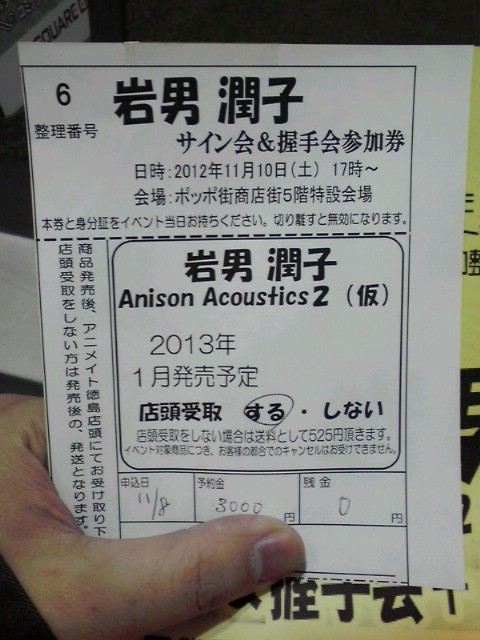 SQUARE E
6
整理番号
岩男 潤子
サイン会&握手会参加券
日時:2012年11月10日(土) 17時~
会場:ポッポ街商店街5階特設会場
本券と身分証をイベント当日お持ちください。切り離すと無効になります。
商品発売後、アニメイト徳島店頭にてお受け取り下
店頭受取をしない方は発売後の、発送となります。
岩男 潤子
Anison Acoustics2(仮)
2013年
1月発売予定
店頭受取 する・しない
店頭受取をしない場合は送料として525円頂きます。
イベント対象商品につき、お客様の都合でのキャンセルはお受けできません。
申込日 予約金 残金
11/8 3000円 0円